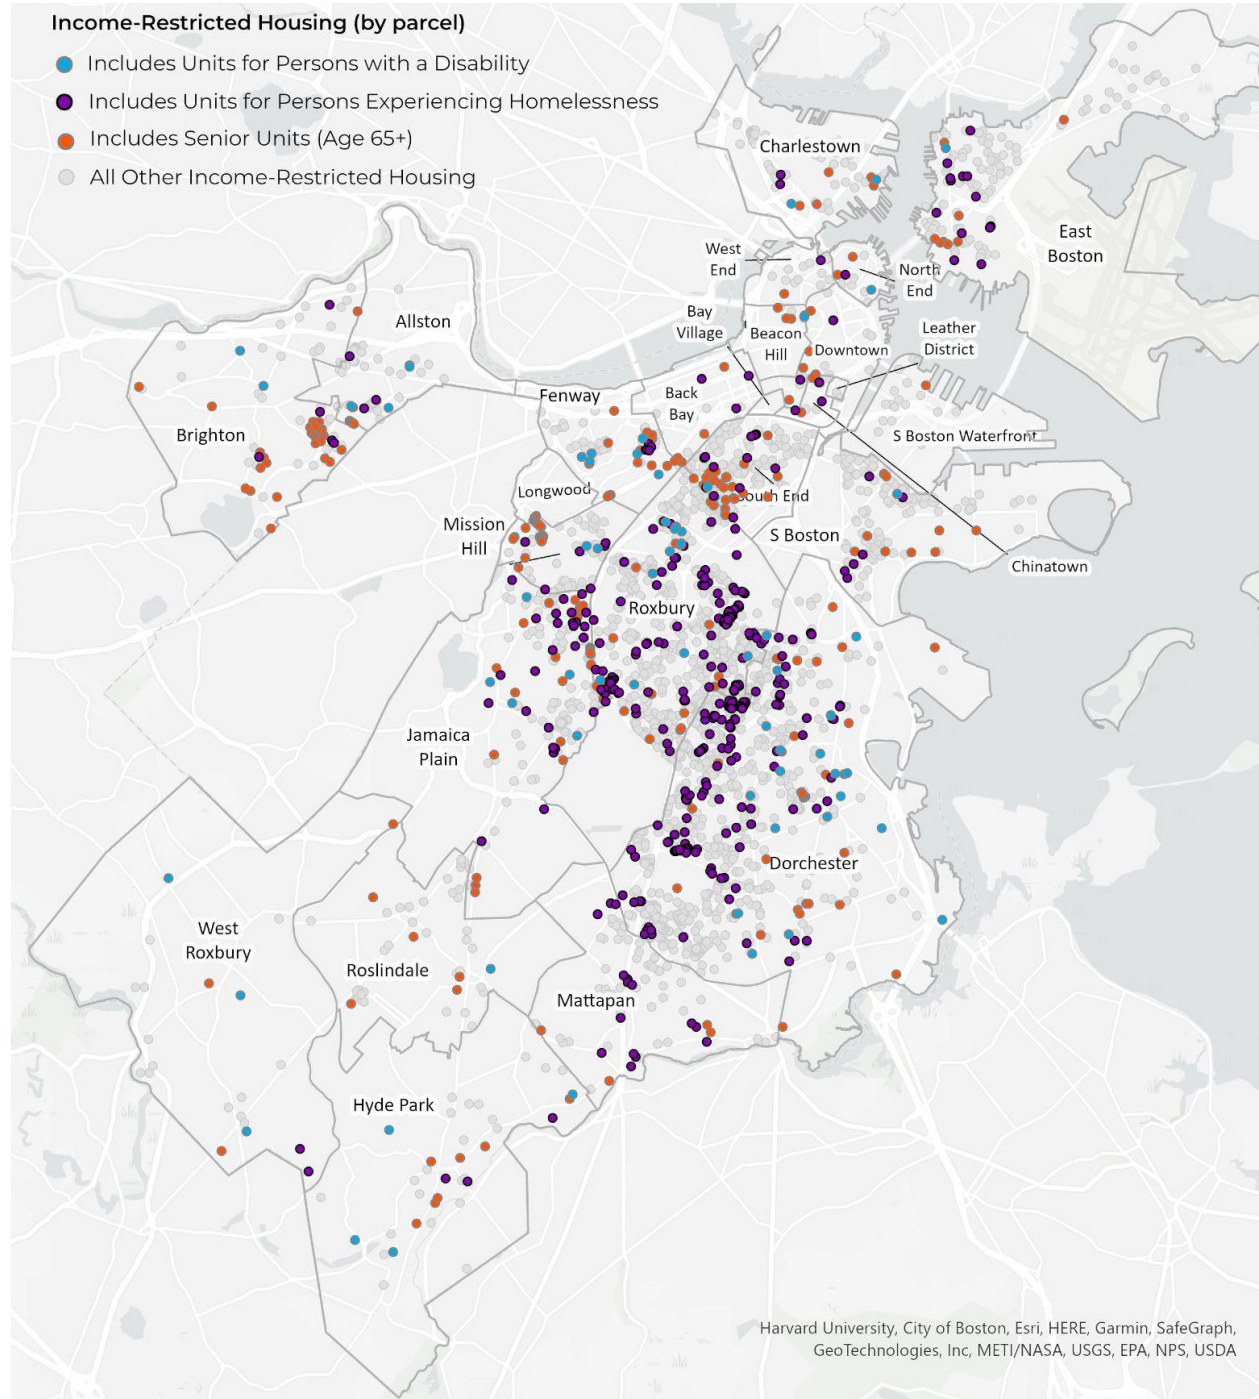 Income-Restricted Housing (by parcel)
Includes Units for Persons with a Disability
Includes Units for Persons Experiencing Homelessness
Includes Senior Units (Age 65+)
All Other Income-Restricted Housing
Charlestown
East
Boston
West
End
North
End
Bay
Village
Beacon
Hill
Downtown
Leather
District
Allston
Fenway
Back
Bay
Brighton
S Boston Waterfront
Longwood
South End
Mission
Hill
S Boston
Chinatown
Roxbury
Jamaica
Plain
Dorchester
West
Roxbury
Roslindale
Mattapan
Hyde Park
Harvard University, City of Boston, Esri, HERE, Garmin, SafeGraph,
GeoTechnologies, Inc, METI/NASA, USGS, EPA, NPS, USDA